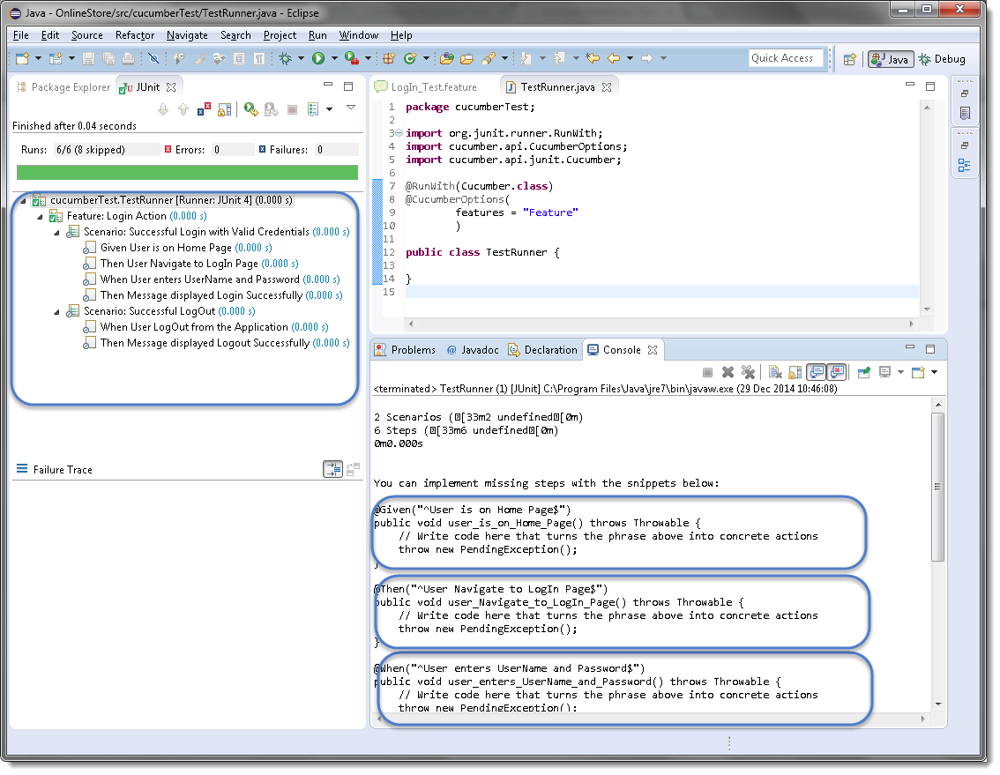 Java - OnlineStore/src/cucumberTest/TestRunner.java - Eclipse
File Edit Source Refactor Navigate Search Project Run Window Help
Quick Access
Java
Debug
Package Explorer
JUnit
Finished after 0.04 seconds
Runs: 6/6 (8 skipped)
Errors: 0
Failures: 0
cucumberTest.TestRunner [Runner: JUnit 4] (0.000 s)
Feature: Login Action (0.000 s)
Scenario: Successful Login with Valid Credentials (0.000 s)
Given User is on Home Page (0.000 s)
Then User Navigate to LogIn Page (0.000 s)
When User enters UserName and Password (0.000 s)
Then Message displayed Login Successfully (0.000 s)
Scenario: Successful LogOut (0.000 s)
When User LogOut from the Application (0.000 s)
Then Message displayed Logout Successfully (0.000 s)
Failure Trace
LogIn_Test.feature
TestRunner.java
1 package cucumberTest;
2
3 import org.junit.runner.RunWith;
4 import cucumber.api.CucumberOptions;
5 import cucumber.api.junit.Cucumber;
6
7 @RunWith(Cucumber.class)
8 @CucumberOptions(
9 features = "Feature"
10 )
11
12 public class TestRunner {
13
14 }
15
Problems @ Javadoc Declaration Console
<terminated> TestRunner (1) [JUnit] C:\Program Files\Java\jre7\bin\javaw.exe (29 Dec 2014 10:46:08)
2 Scenarios ([33m2 undefined[0m)
6 Steps ([33m6 undefined[0m)
0m0.000s
You can implement missing steps with the snippets below:
@Given("^User is on Home Page$")
public void user_is_on_Home_Page() throws Throwable {
// Write code here that turns the phrase above into concrete actions
throw new PendingException();
}
@Then("^User Navigate to LogIn Page$")
public void user_Navigate_to_LogIn_Page() throws Throwable {
// Write code here that turns the phrase above into concrete actions
throw new PendingException();
}
@When("^User enters UserName and Password$")
public void user_enters_UserName_and_Password() throws Throwable {
// Write code here that turns the phrase above into concrete actions
throw new PendingException();